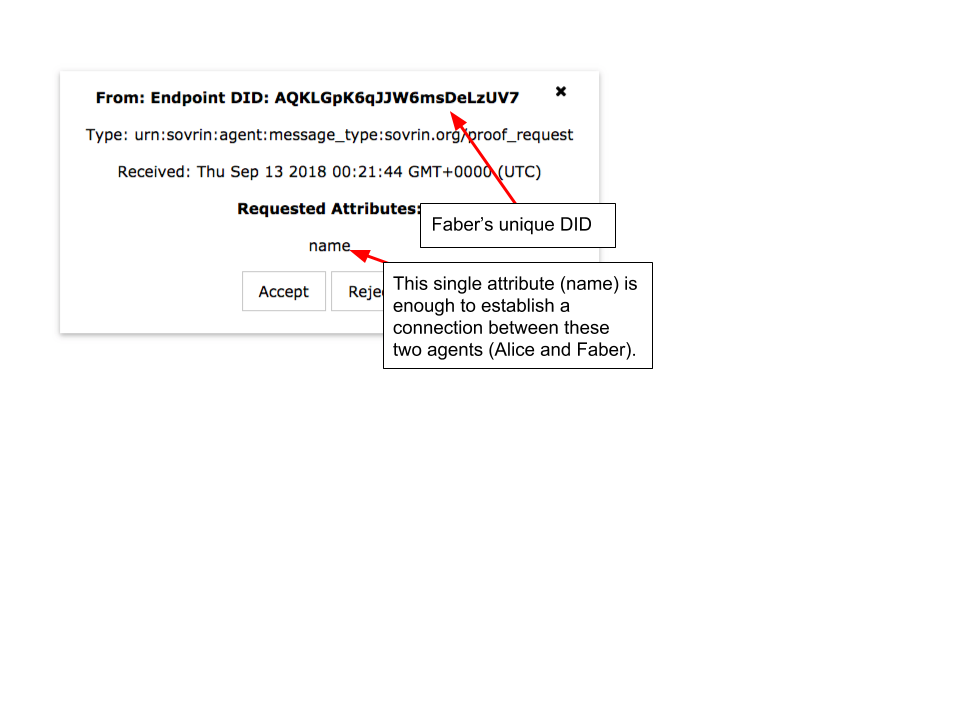 From: Endpoint DID: AQKLGpK6qJJW6msDeLzUV7 ✖
Type: urn:sovrin:agent:message_type:sovrin.org/proof_request
Received: Thu Sep 13 2018 00:21:44 GMT+0000 (UTC)
Requested Attributes:
Faber’s unique DID
name
This single attribute (name) is
enough to establish a
connection between these
two agents (Alice and Faber).
Accept